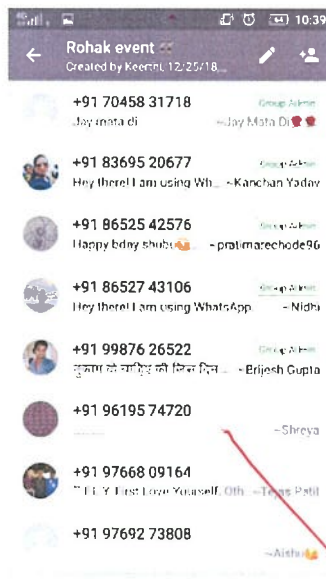 10:39
Rohak event
Created by Keerthi, 12/25/18,...
+91 70458 31718
Group Admin
Jay mata di
~Jay Mata Di🌹🌹
+91 83695 20677
Group Admin
Hey there! I am using Wh... ~Kanchan Yadav
+91 86525 42576
Group Admin
Happy bday shubu ~pratimarechode96
+91 86527 43106
Group Admin
Hey there! I am using WhatsApp. ~Nidhi
+91 99876 26522
Group Admin
~Brijesh Gupta
+91 96195 74720
~Shreya
+91 97668 09164
First Love Yourself, Oth... ~Tejas Patil
+91 97692 73808
~Aishu